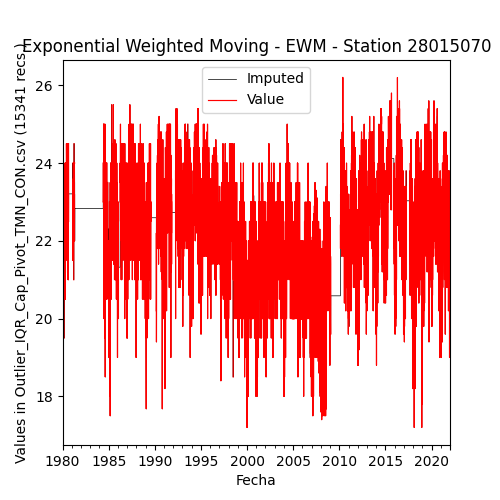 Exponential Weighted Moving - EWM - Station 28015070
Imputed
Value
Values in Outlier_IQR_Cap_Pivot_TMN_CON.csv (15341 recs.)
26
24
22
20
18
1980 1985 1990 1995 2000 2005 2010 2015 2020
Fecha